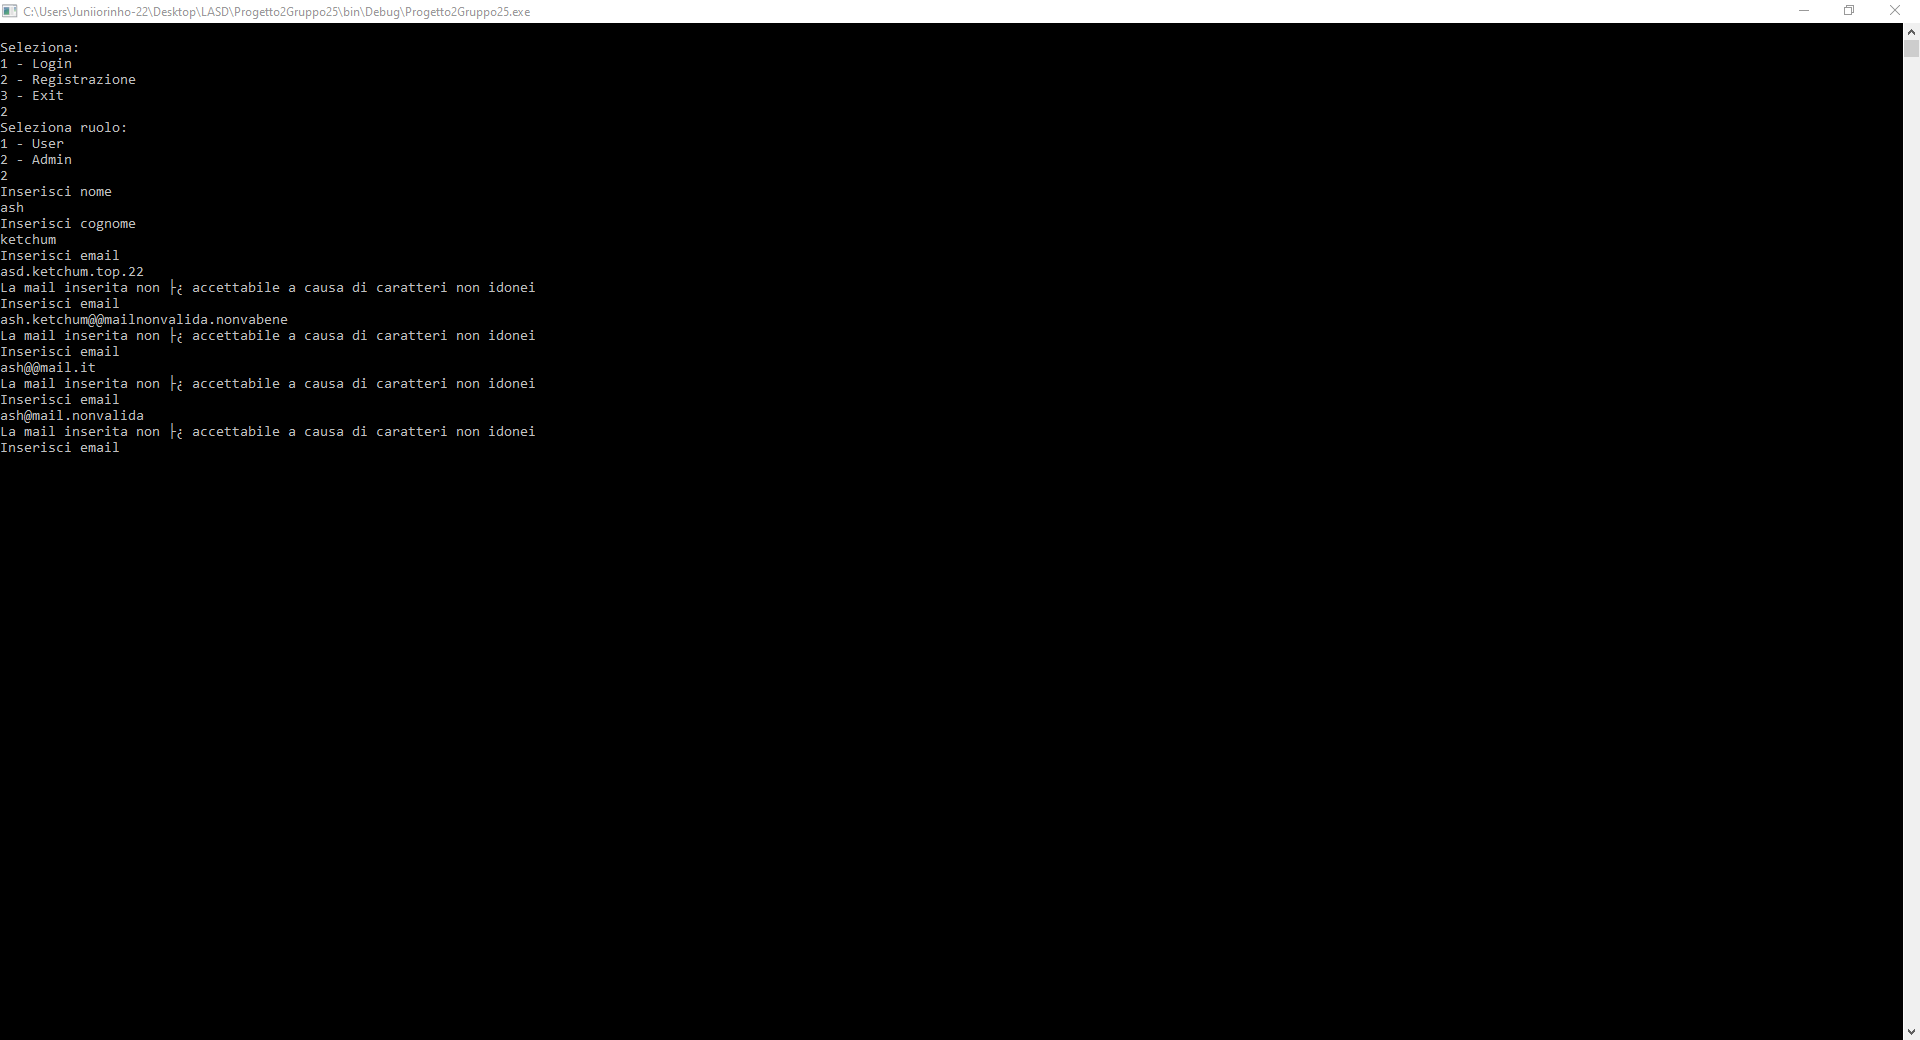 C:\Users\Juniorinho-22\Desktop\LASD\Progetto2Gruppo25\bin\Debug\Progetto2Gruppo25.exe
Seleziona:
1 - Login
2 - Registrazione
3 - Exit
2
Seleziona ruolo:
1 - User
2 - Admin
2
Inserisci nome
ash
Inserisci cognome
ketchum
Inserisci email
asd.ketchum.top.22
La mail inserita non ├¿ accettabile a causa di caratteri non idonei
Inserisci email
ash.ketchum@@mailnonvalida.nonvabene
La mail inserita non ├¿ accettabile a causa di caratteri non idonei
Inserisci email
ash@@mail.it
La mail inserita non ├¿ accettabile a causa di caratteri non idonei
Inserisci email
ash@mail.nonvalida
La mail inserita non ├¿ accettabile a causa di caratteri non idonei
Inserisci email